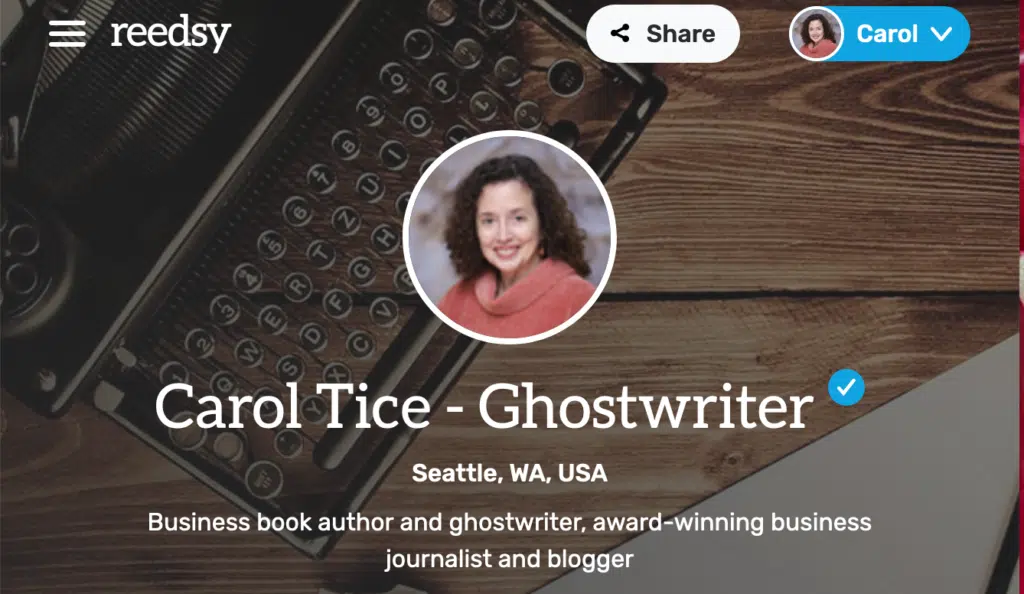 reedsy
Share
Carol
Carol Tice - Ghostwriter
Seattle, WA, USA
Business book author and ghostwriter, award-winning business
journalist and blogger